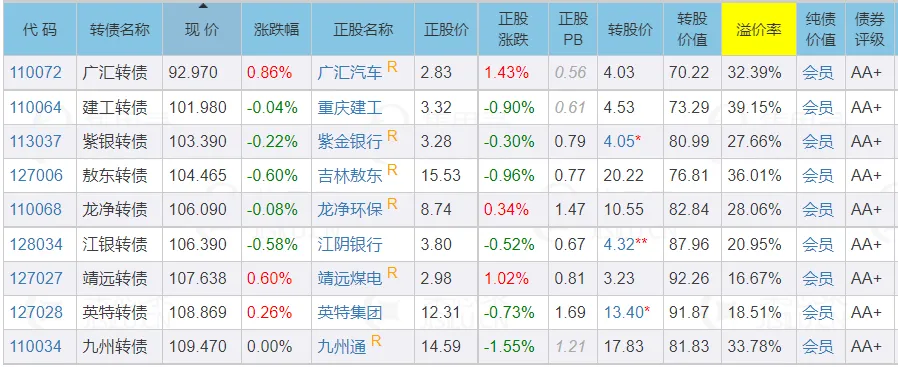 代 码 转债名称 现 价 涨跌幅 正股名称 正股价 正股涨跌 正股PB 转股价 转股价值 溢价率 纯债价值 债券评级
110072 广汇转债 92.970 0.86% 广汇汽车 R 2.83 1.43% 0.56 4.03 70.22 32.39% 会员 AA+
110064 建工转债 101.980 -0.04% 重庆建工 3.32 -0.90% 0.61 4.53 73.29 39.15% 会员 AA+
113037 紫银转债 103.390 -0.22% 紫金银行 R 3.28 -0.30% 0.79 4.05* 80.99 27.66% 会员 AA+
127006 敖东转债 104.465 -0.60% 吉林敖东 R 15.53 -0.96% 0.77 20.22 76.81 36.01% 会员 AA+
110068 龙净转债 106.090 -0.08% 龙净环保 R 8.74 0.34% 1.47 10.55 82.84 28.06% 会员 AA+
128034 江银转债 106.390 -0.58% 江阴银行 3.80 -0.52% 0.67 4.32** 87.96 20.95% 会员 AA+
127027 靖远转债 107.638 0.60% 靖远煤电 R 2.98 1.02% 0.81 3.23 92.26 16.67% 会员 AA+
127028 英特转债 108.869 0.26% 英特集团 12.31 -0.73% 1.69 13.40* 91.87 18.51% 会员 AA+
110034 九州转债 109.470 0.00% 九州通 R 14.59 -1.55% 1.21 17.83 81.83 33.78% 会员 AA+